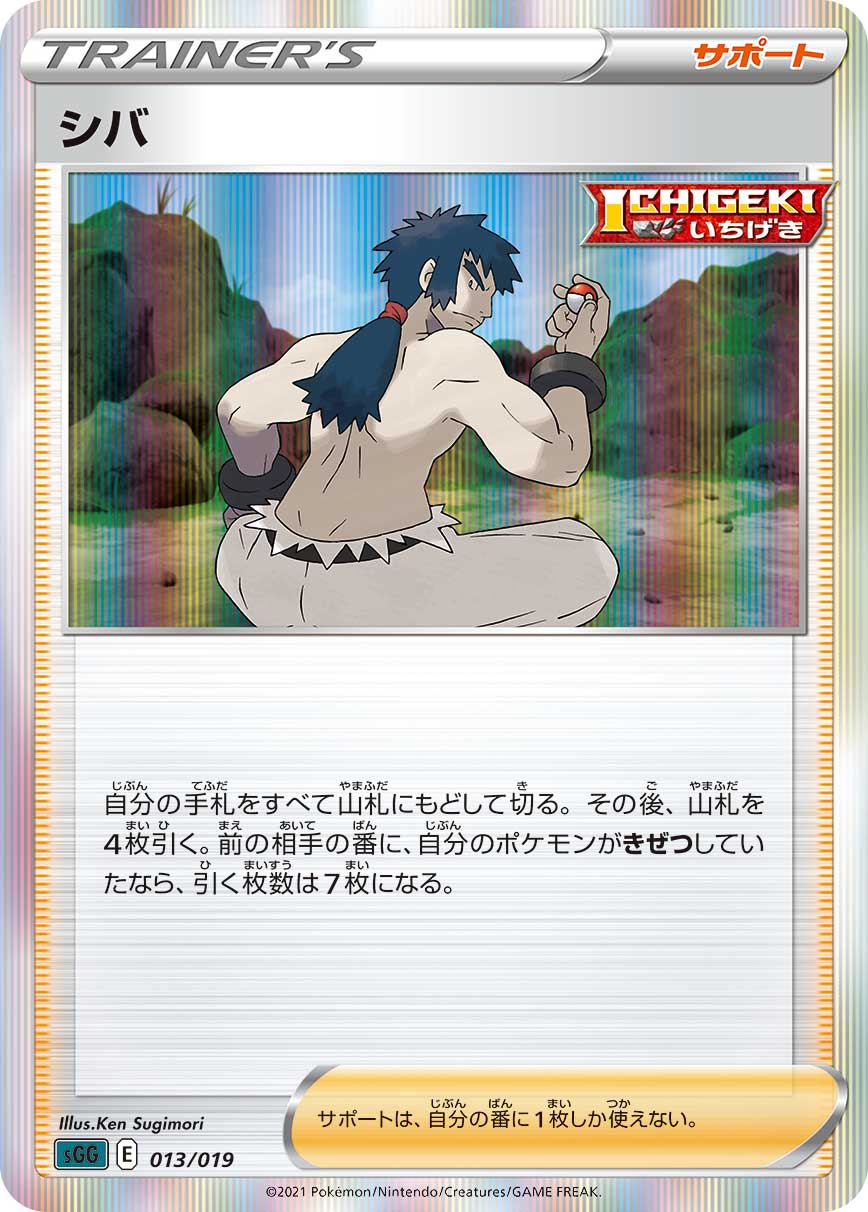 TRAINER'S
サポート
シバ
ICHIGEKI
いちげき
自分の手札をすべて山札にもどして切る。その後、山札を
4枚引く。前の相手の番に、自分のポケモンがきぜつしてい
たなら、引く枚数は7枚になる。
Illus.Ken Sugimori
サポートは、自分の番に1枚しか使えない。
sGG E 013/019
©2021 Pokémon/Nintendo/Creatures/GAME FREAK.